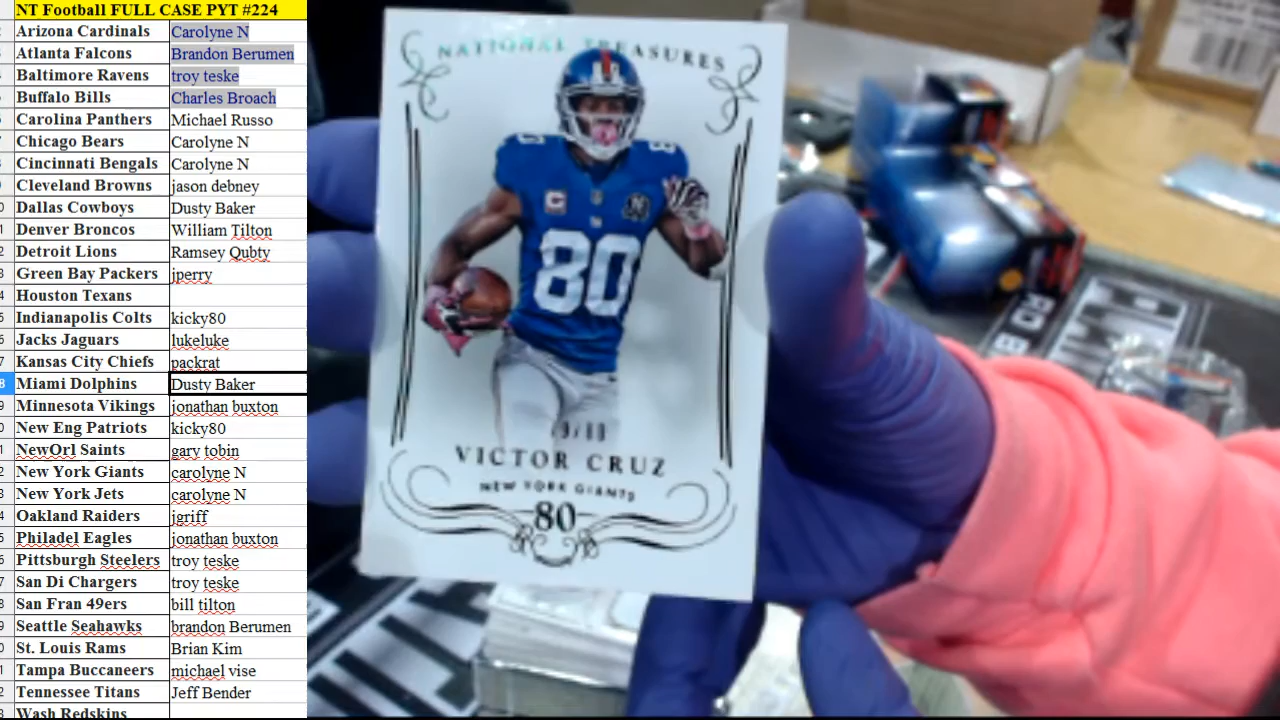 NT Football FULL CASE PYT #224
Arizona Cardinals Carolyne N
Atlanta Falcons Brandon Berumen
Baltimore Ravens troy teske
Buffalo Bills Charles Broach
Carolina Panthers Michael Russo
Chicago Bears Carolyne N
Cincinnati Bengals Carolyne N
Cleveland Browns jason debney
Dallas Cowboys Dusty Baker
Denver Broncos William Tilton
Detroit Lions Ramsey Qubty
Green Bay Packers jperry
Houston Texans
Indianapolis Colts kicky80
Jacks Jaguars lukeluke
Kansas City Chiefs packrat
Miami Dolphins Dusty Baker
Minnesota Vikings jonathan buxton
New Eng Patriots kicky80
NewOrl Saints gary tobin
New York Giants carolyne N
New York Jets carolyne N
Oakland Raiders jgriff
Philadel Eagles jonathan buxton
Pittsburgh Steelers troy teske
San Di Chargers troy teske
San Fran 49ers bill tilton
Seattle Seahawks brandon Berumen
St. Louis Rams Brian Kim
Tampa Buccaneers michael vise
Tennessee Titans Jeff Bender
Wash Redskins
NATIONAL TREASURES
80
VICTOR CRUZ
NEW YORK GIANTS
80